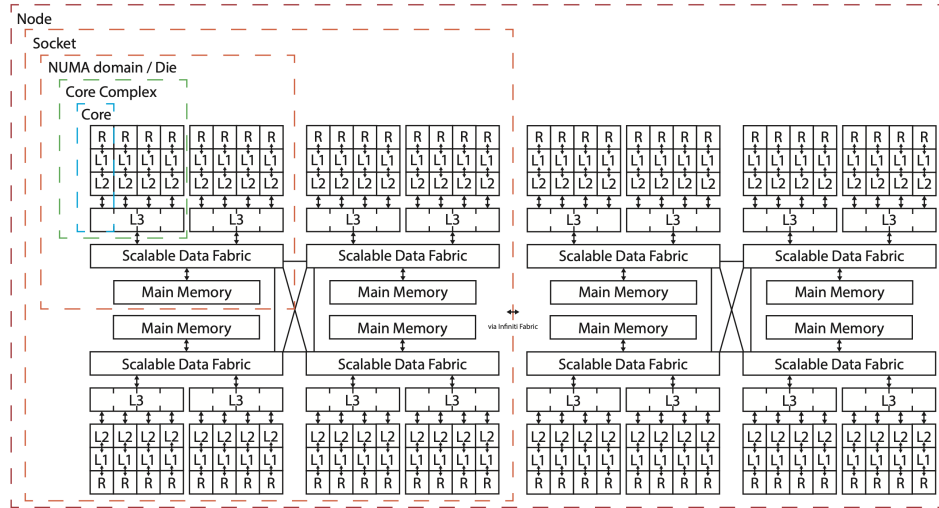 Node
Socket
NUMA domain / Die
Core Complex
Core
R R R R R R R R R R R R R R R R R R R R R R R R R R R R R R R R
L1 L1 L1 L1 L1 L1 L1 L1 L1 L1 L1 L1 L1 L1 L1 L1 L1 L1 L1 L1 L1 L1 L1 L1 L1 L1 L1 L1 L1 L1 L1 L1
L2 L2 L2 L2 L2 L2 L2 L2 L2 L2 L2 L2 L2 L2 L2 L2 L2 L2 L2 L2 L2 L2 L2 L2 L2 L2 L2 L2 L2 L2 L2 L2
L3 L3 L3 L3 L3 L3 L3 L3
Scalable Data Fabric Scalable Data Fabric Scalable Data Fabric Scalable Data Fabric
Main Memory Main Memory Main Memory Main Memory
Main Memory Main Memory via Infiniti Fabric Main Memory Main Memory
Scalable Data Fabric Scalable Data Fabric Scalable Data Fabric Scalable Data Fabric
L3 L3 L3 L3 L3 L3 L3 L3
L2 L2 L2 L2 L2 L2 L2 L2 L2 L2 L2 L2 L2 L2 L2 L2 L2 L2 L2 L2 L2 L2 L2 L2 L2 L2 L2 L2 L2 L2 L2 L2
L1 L1 L1 L1 L1 L1 L1 L1 L1 L1 L1 L1 L1 L1 L1 L1 L1 L1 L1 L1 L1 L1 L1 L1 L1 L1 L1 L1 L1 L1 L1 L1
R R R R R R R R R R R R R R R R R R R R R R R R R R R R R R R R